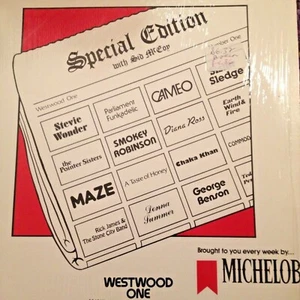 Special Edition
with Sid McCoy
Westwood One
Number One
Stevie
Wonder
Parliament
Funkadelic
CAMEO
Sledge
the
Pointer Sisters
SMOKEY
ROBINSON
Diana Ross
Earth
Wind &
Fire
MAZE
A Taste of Honey
Chaka Khan
Rick James &
The Stone City Band
Donna
Summer
George
Benson
Brought to you every week by...
MICHELOB
WESTWOOD
ONE